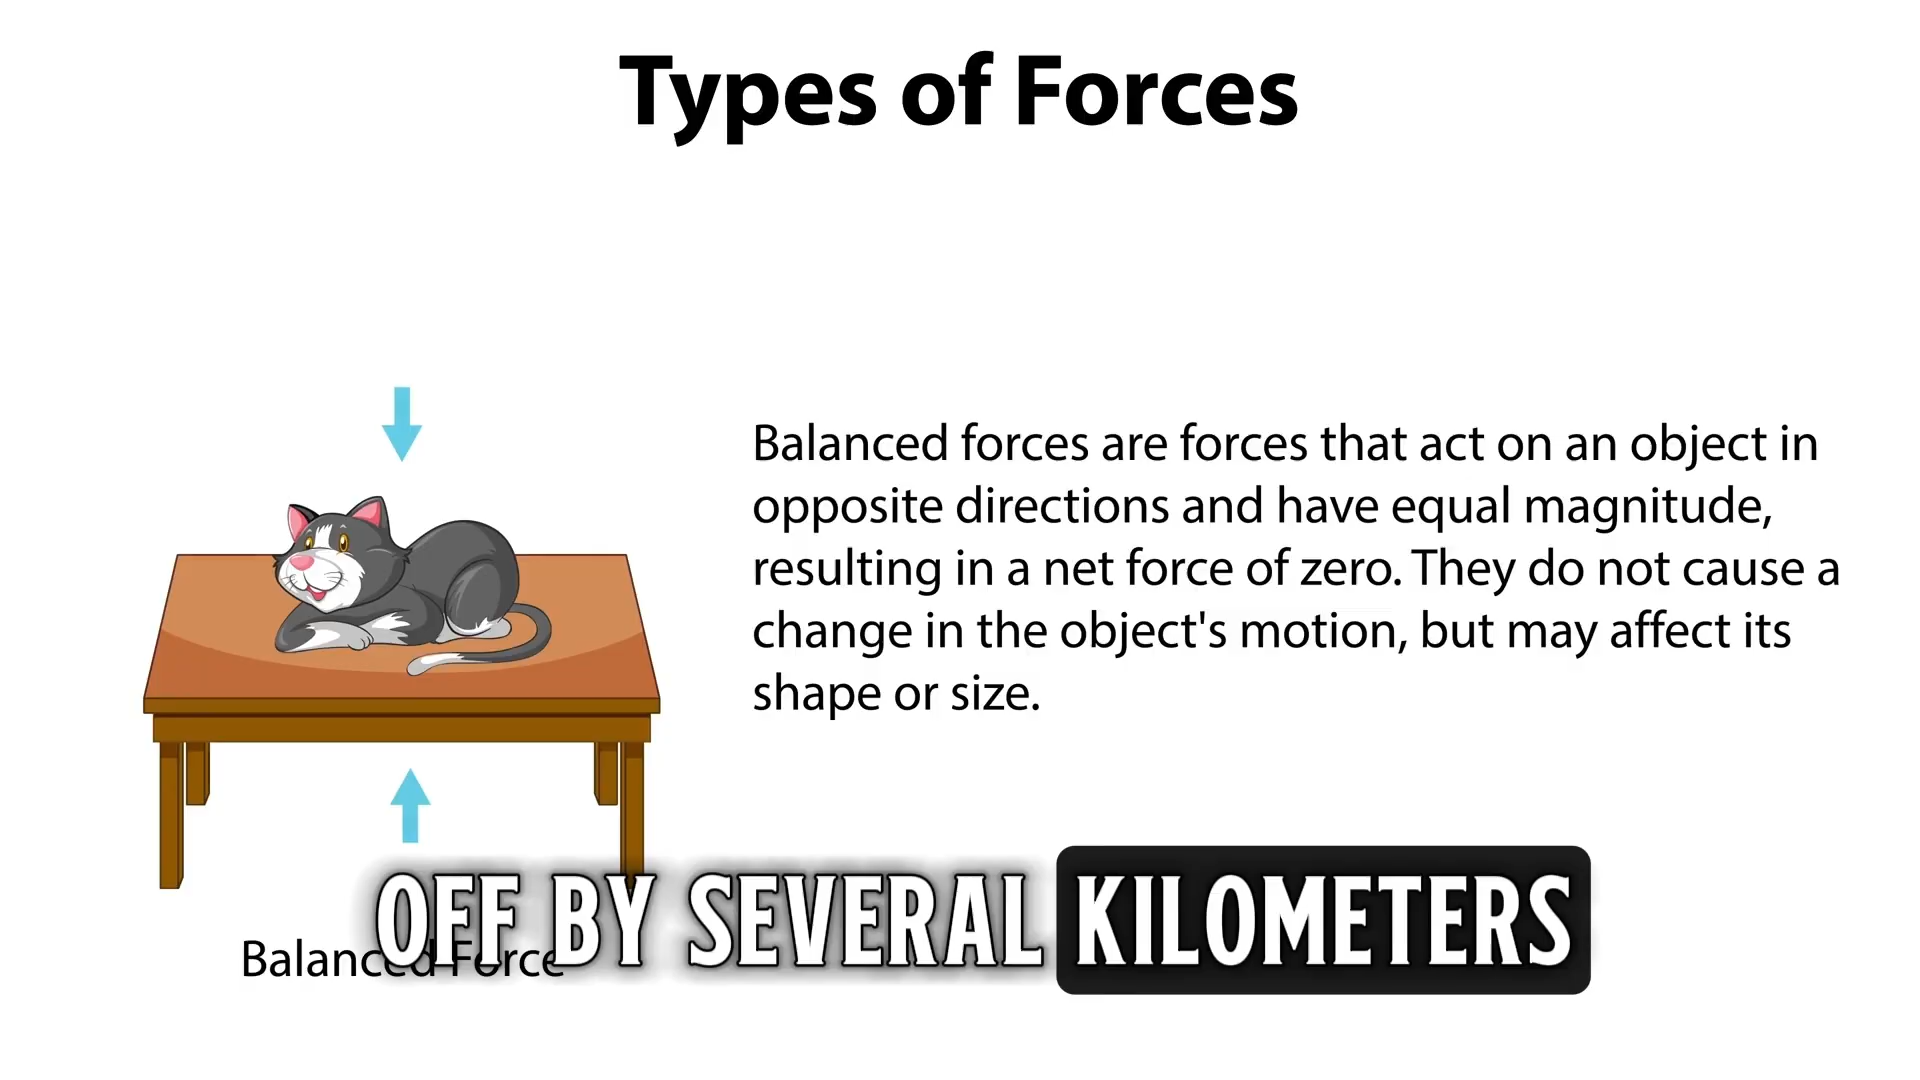 Types of Forces
Balanced forces are forces that act on an object in
opposite directions and have equal magnitude,
resulting in a net force of zero. They do not cause a
change in the object's motion, but may affect its
shape or size.
OFF BY SEVERAL KILOMETERS
Balanced Force